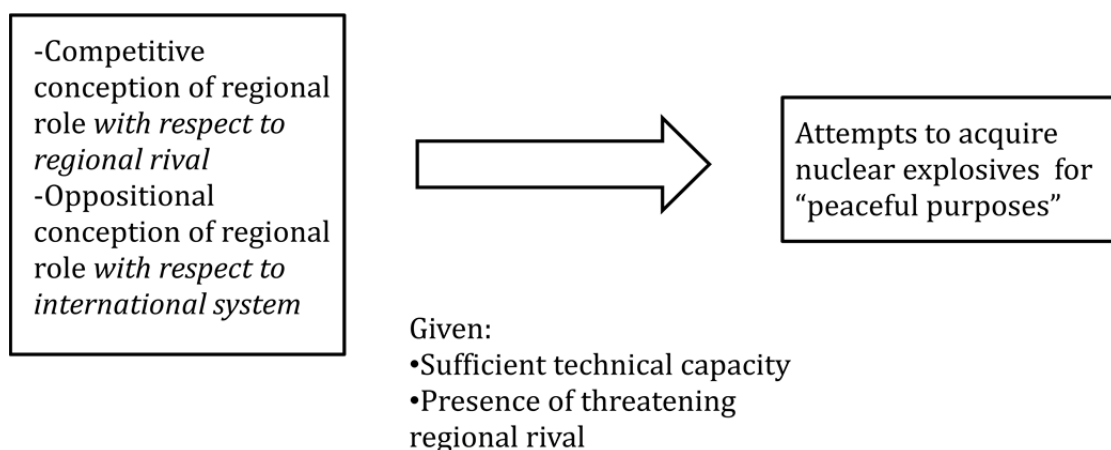 -Competitive
conception of regional
role with respect to
regional rival
-Oppositional
conception of regional
role with respect to
international system
Attempts to acquire
nuclear explosives for
“peaceful purposes”
Given:
•Sufficient technical capacity
•Presence of threatening
regional rival